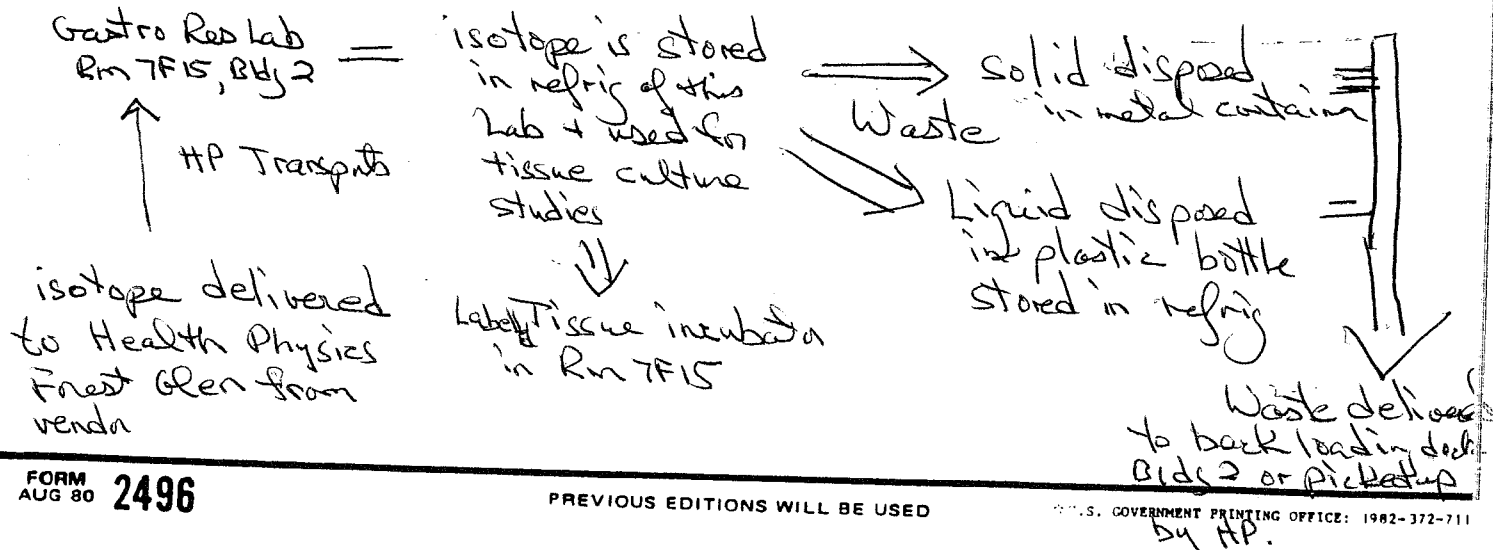 Gastro Res Lab
Rm 7F15, Bldg 2
HP Transports
isotope delivered
to Health Physics
Forest Glen from
vendor
isotope is stored
in refrig of this
Lab + used for
tissue culture
studies
Tissue incubator
in Rm 7F15
Waste
solid disposed
in metal container
Liquid disposed
in plastic bottle
stored in refrig
Waste delivered
to back loading dock
Bldg 2 or picked up
by HP.
FORM
AUG 80 2496
PREVIOUS EDITIONS WILL BE USED
U.S. GOVERNMENT PRINTING OFFICE: 1982-372-711